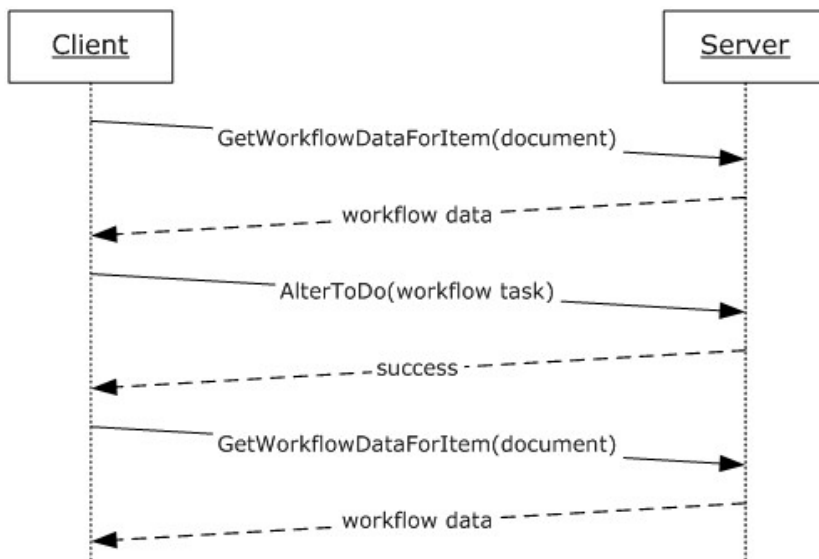 Client
Server
GetWorkflowDataForItem(document)
workflow data
AlterToDo(workflow task)
success
GetWorkflowDataForItem(document)
workflow data